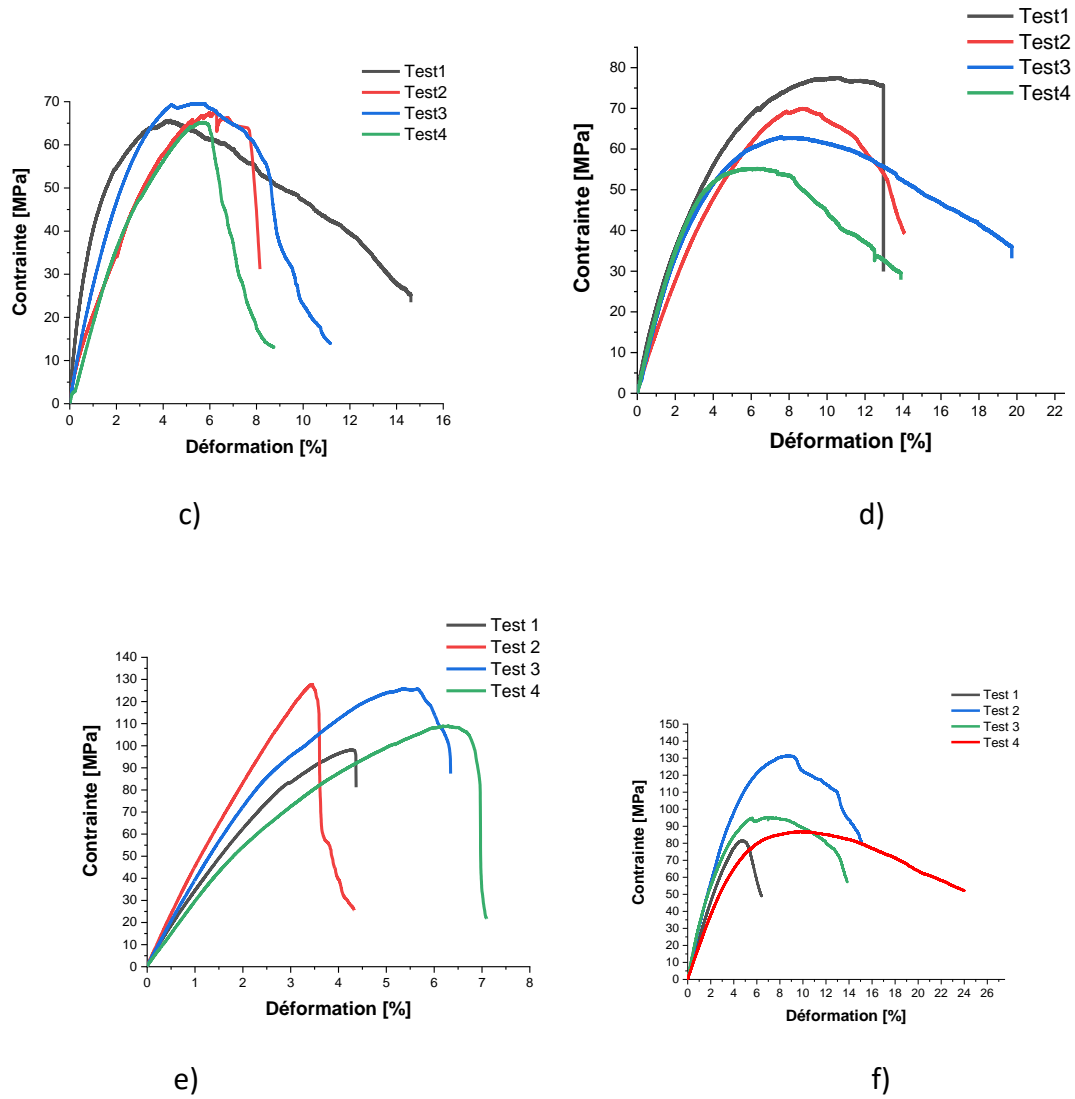 Test1
Test2
Test3
Test4
70
60
50
40
30
20
10
0
0 2 4 6 8 10 12 14 16
Contrainte [MPa]
Déformation [%]
c)
Test1
Test2
Test3
Test4
80
70
60
50
40
30
20
10
0
0 2 4 6 8 10 12 14 16 18 20 22
Contrainte [MPa]
Déformation [%]
d)
Test 1
Test 2
Test 3
Test 4
140
130
120
110
100
90
80
70
60
50
40
30
20
10
0
0 1 2 3 4 5 6 7 8
Contrainte [MPa]
Déformation [%]
e)
Test 1
Test 2
Test 3
Test 4
150
140
130
120
110
100
90
80
70
60
50
40
30
20
10
0
0 2 4 6 8 10 12 14 16 18 20 22 24 26
Contrainte [MPa]
Déformation [%]
f)